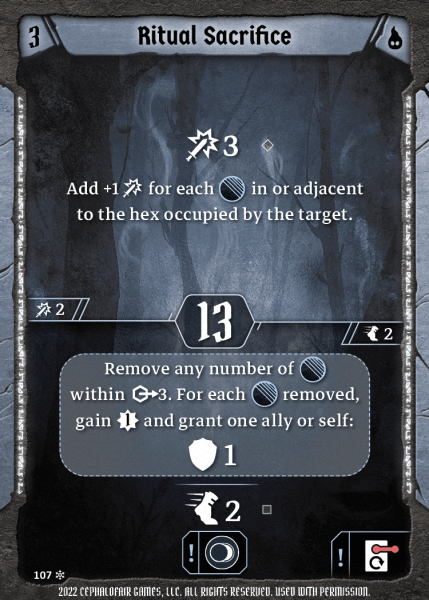 3 Ritual Sacrifice
3
Add +1 for each in or adjacent
to the hex occupied by the target.
2
13
2
Remove any number of
within 3. For each removed,
gain 1 and grant one ally or self:
1
2
! !
107
2022 CEPHALOFAIR GAMES, LLC. ALL RIGHTS RESERVED. USED WITH PERMISSION.